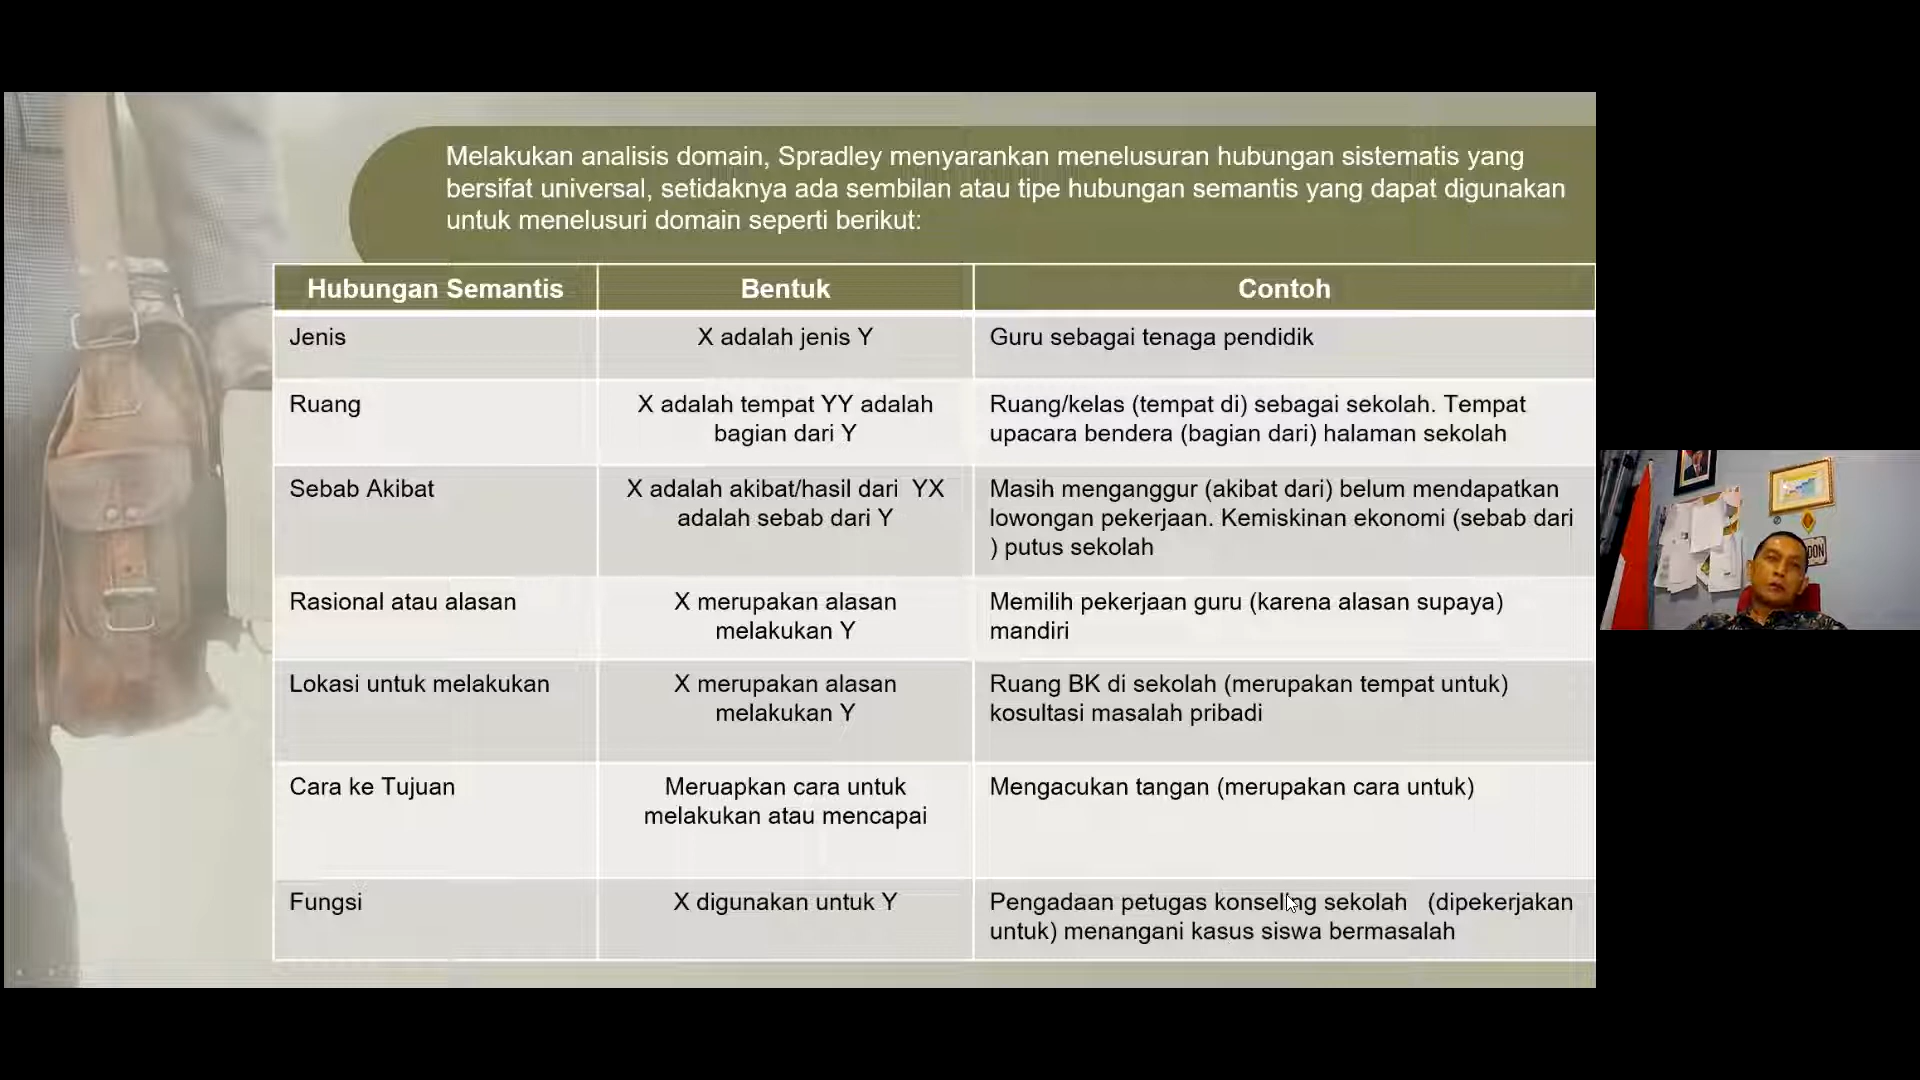 Melakukan analisis domain, Spradley menyarankan menelusuran hubungan sistematis yang
bersifat universal, setidaknya ada sembilan atau tipe hubungan semantis yang dapat digunakan
untuk menelusuri domain seperti berikut:
Hubungan Semantis Bentuk Contoh
Jenis X adalah jenis Y Guru sebagai tenaga pendidik
Ruang X adalah tempat YY adalah Ruang/kelas (tempat di) sebagai sekolah. Tempat
bagian dari Y upacara bendera (bagian dari) halaman sekolah
Sebab Akibat X adalah akibat/hasil dari YX Masih menganggur (akibat dari) belum mendapatkan
adalah sebab dari Y lowongan pekerjaan. Kemiskinan ekonomi (sebab dari
) putus sekolah
Rasional atau alasan X merupakan alasan Memilih pekerjaan guru (karena alasan supaya)
melakukan Y mandiri
Lokasi untuk melakukan X merupakan alasan Ruang BK di sekolah (merupakan tempat untuk)
melakukan Y kosultasi masalah pribadi
Cara ke Tujuan Meruapkan cara untuk Mengacukan tangan (merupakan cara untuk)
melakukan atau mencapai
Fungsi X digunakan untuk Y Pengadaan petugas konseling sekolah (dipekerjakan
untuk) menangani kasus siswa bermasalah